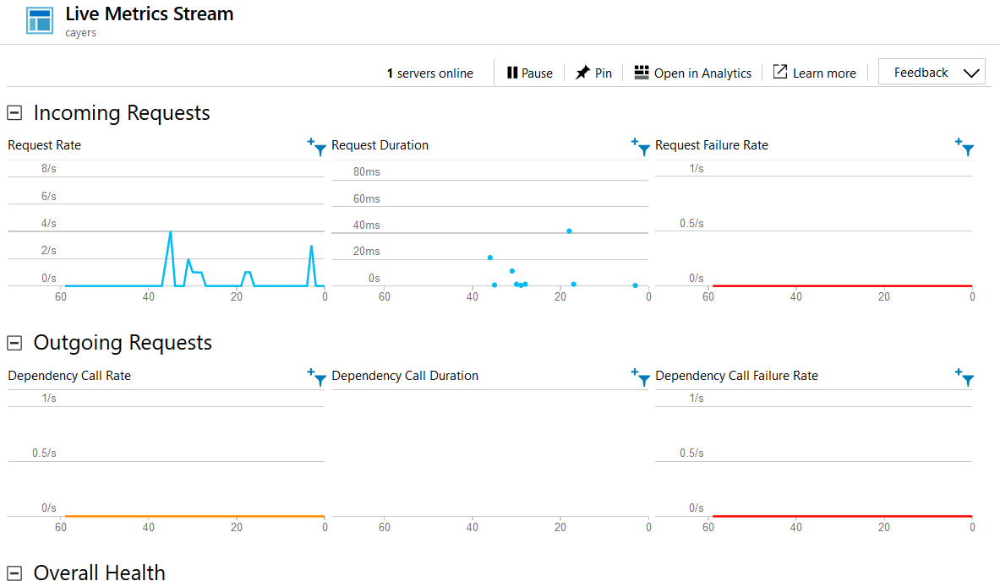 Live Metrics Stream
cayers
1 servers online Pause Pin Open in Analytics Learn more Feedback
Incoming Requests
Request Rate Request Duration Request Failure Rate
8/s 80ms 1/s
6/s 60ms
4/s 40ms 0.5/s
2/s 20ms
0/s 0s 0/s
60 40 20 0 60 40 20 0 60 40 20 0
Outgoing Requests
Dependency Call Rate Dependency Call Duration Dependency Call Failure Rate
1/s 1/s
0.5/s 0.5/s
0/s 0/s
60 40 20 0 60 40 20 0 60 40 20 0
Overall Health